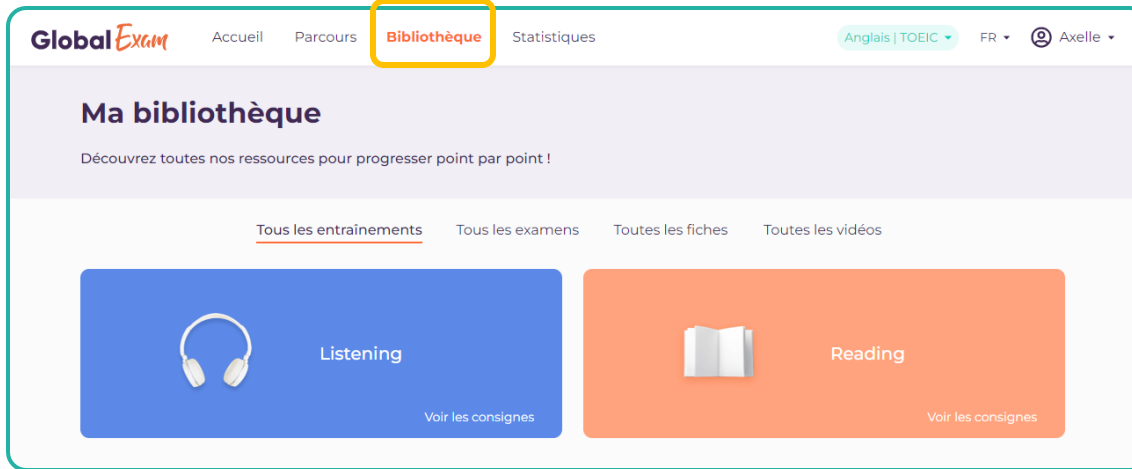 Global Exam Accueil Parcours Bibliothèque Statistiques Anglais | TOEIC FR Axelle
Ma bibliothèque
Découvrez toutes nos ressources pour progresser point par point !
Tous les entraînements Tous les examens Toutes les fiches Toutes les vidéos
Listening Reading
Voir les consignes Voir les consignes